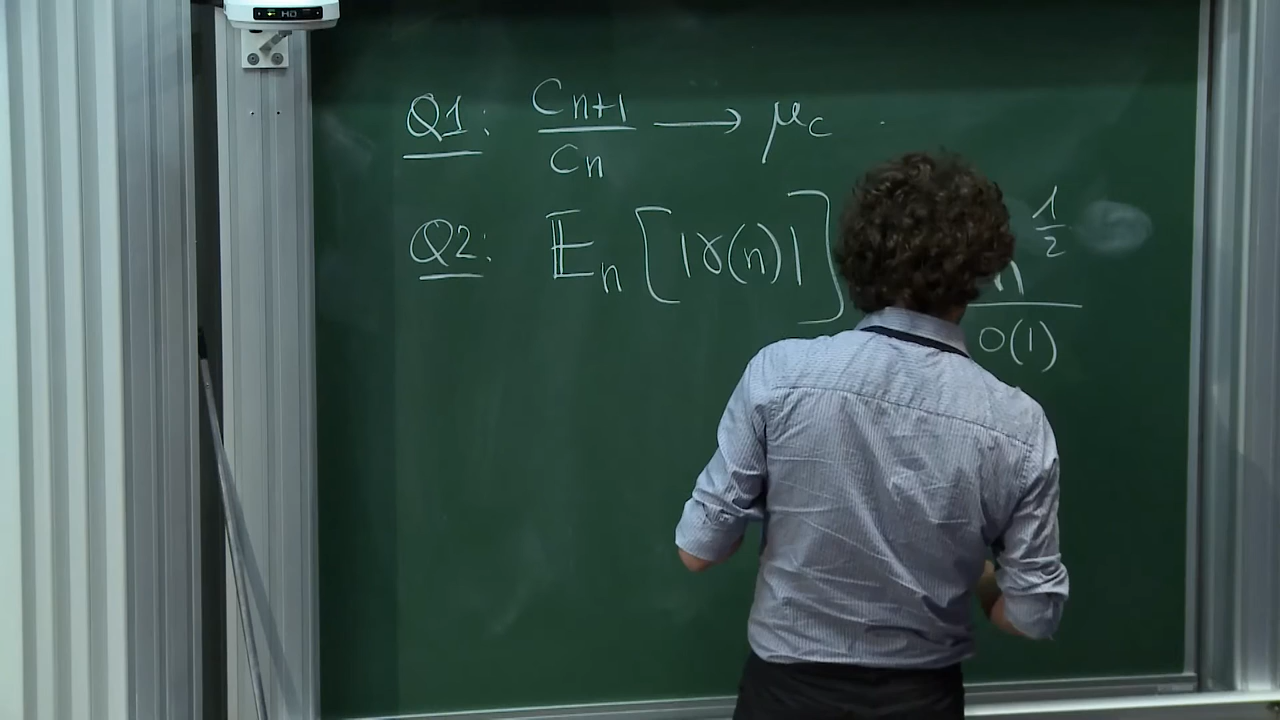 HD
Q1: Cn+1 / Cn → μc
Q2: 𝔼n [|γ(n)|] n^1/2 / o(1)